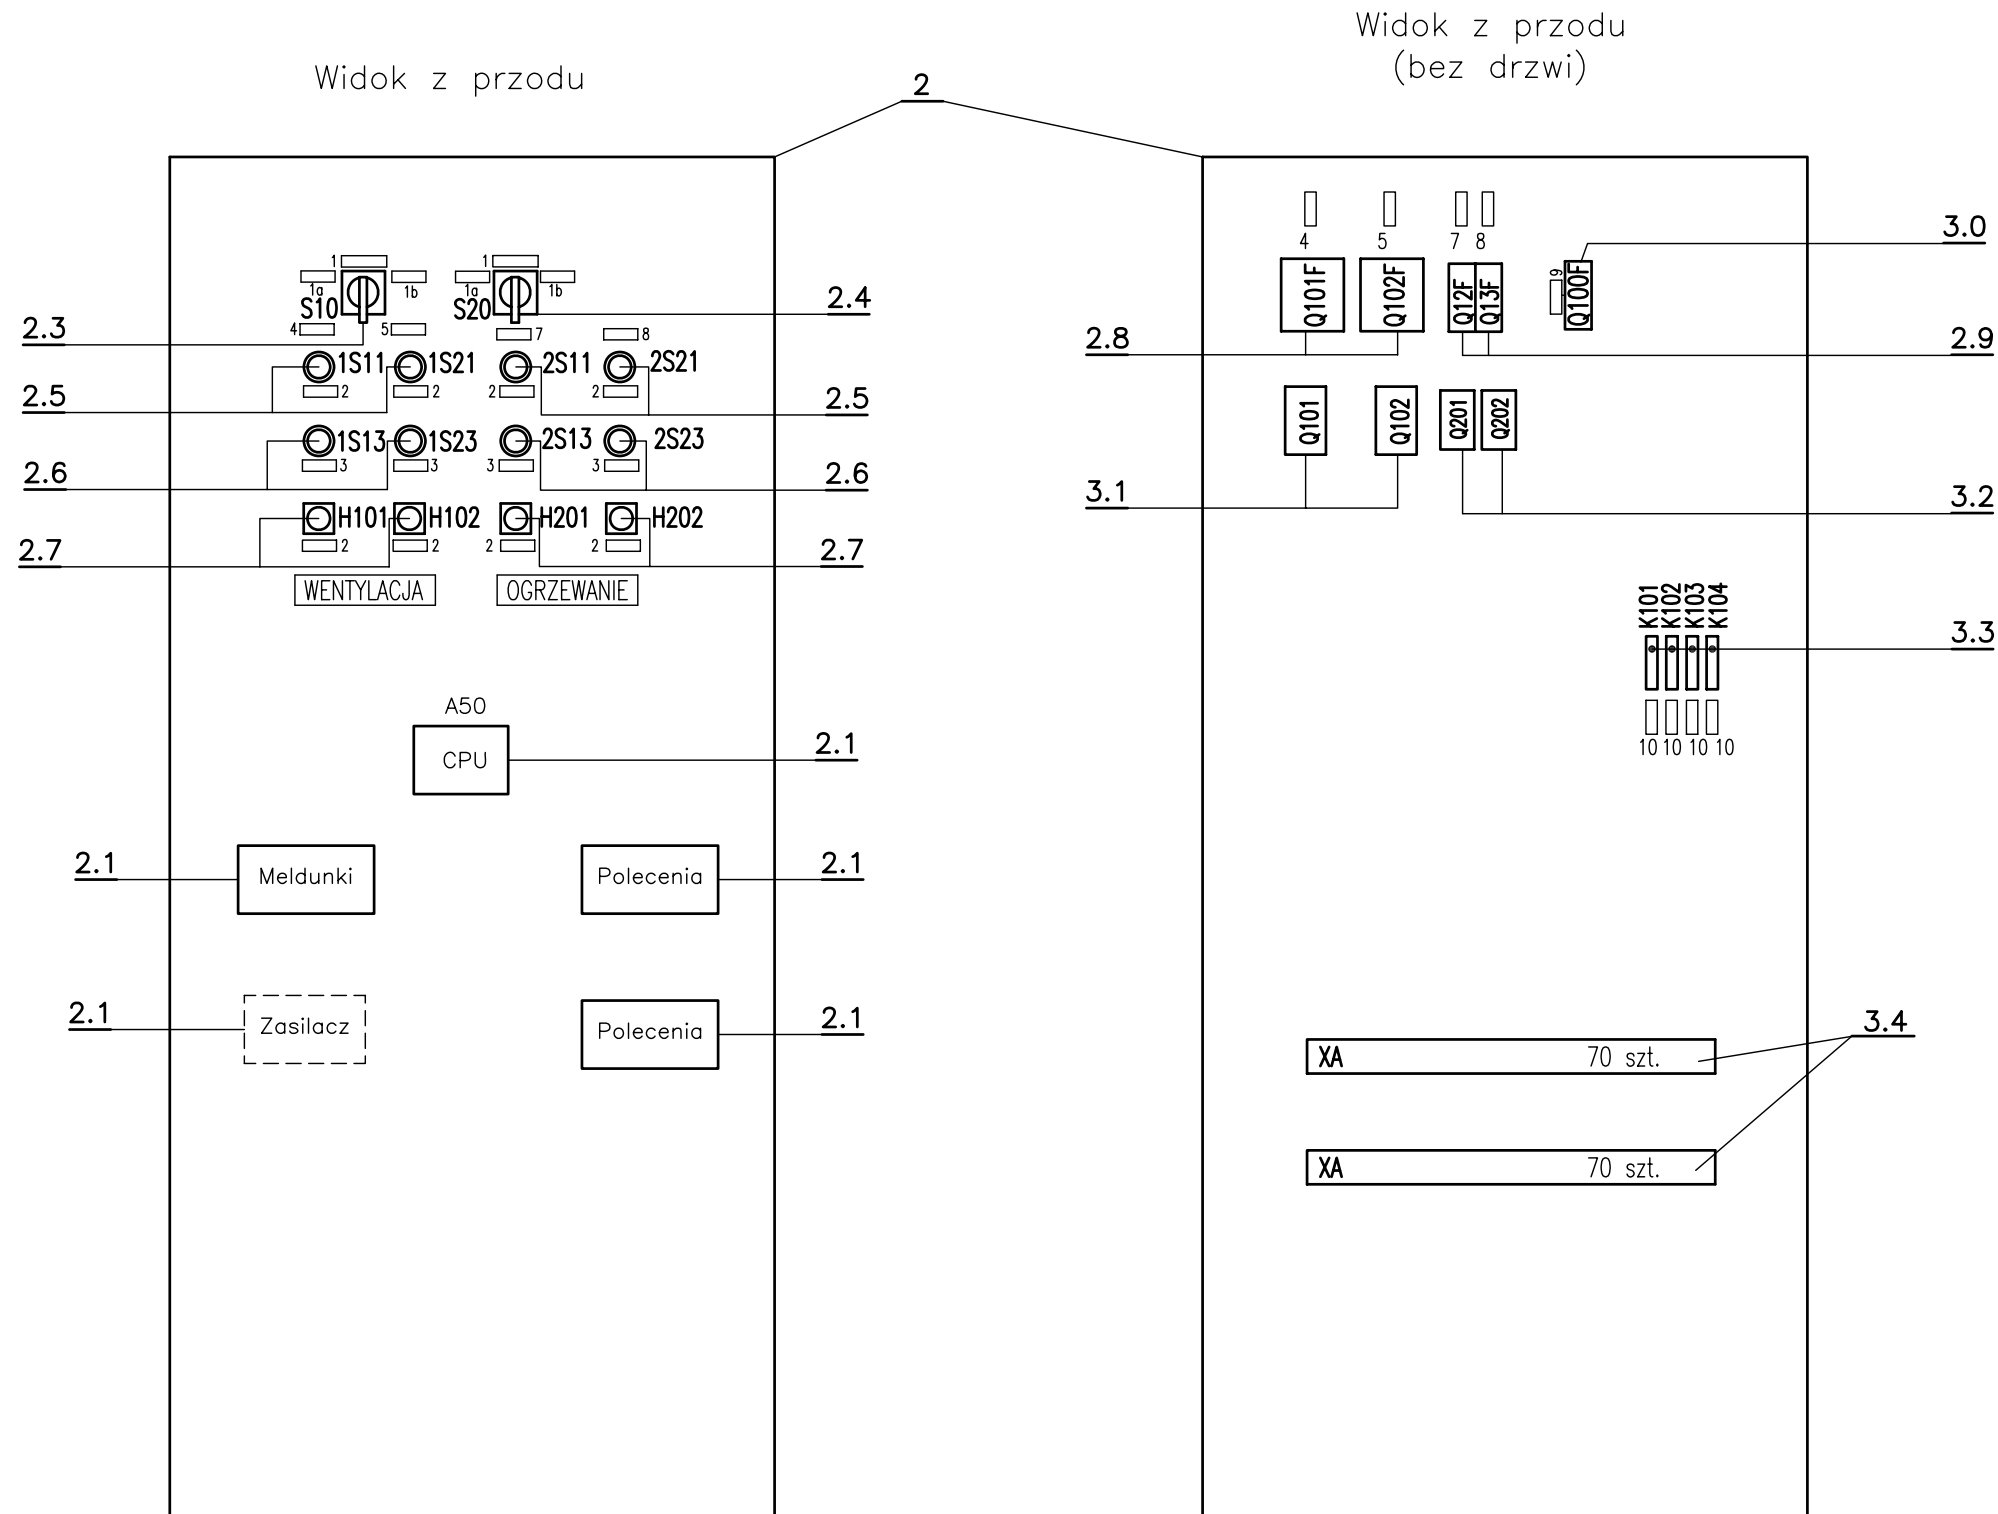 Widok z przodu
Widok z przodu
(bez drzwi)
2
1
1a
1b
S10
1
1a
1b
S20
2.3
2.4
4
5
7
8
1S11
1S21
2S11
2S21
2
2
2
2
2.5
2.5
1S13
1S23
2S13
2S23
3
3
3
3
2.6
2.6
H101
H102
H201
H202
2
2
2
2
2.7
2.7
WENTYLACJA
OGRZEWANIE
A50
CPU
2.1
2.1
Meldunki
Polecenia
2.1
2.1
Zasilacz
Polecenia
2.1
4
5
7
8
9
3.0
Q101F
Q102F
Q12F
Q13F
Q100F
2.8
2.9
Q101
Q102
Q201
Q202
3.1
3.2
K101
K102
K103
K104
3.3
10
10
10
10
3.4
XA 70 szt.
XA 70 szt.